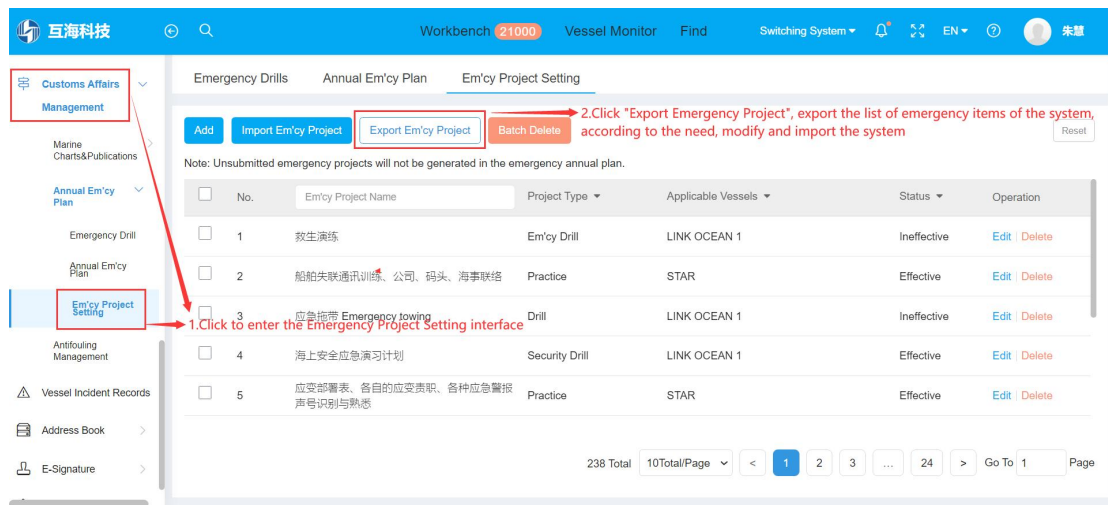 互海科技
Workbench 21000 Vessel Monitor Find Switching System EN 朱慧
Customs Affairs
Management
Marine
Charts&Publications
Annual Em'cy
Plan
Emergency Drill
Annual Em'cy
Plan
Em'cy Project
Setting
Antifouling
Management
Vessel Incident Records
Address Book
E-Signature
Emergency Drills Annual Em'cy Plan Em'cy Project Setting
2.Click "Export Emergency Project", export the list of emergency items of the system,
according to the need, modify and import the system
Add Import Em'cy Project Export Em'cy Project Batch Delete Reset
Note: Unsubmitted emergency projects will not be generated in the emergency annual plan.
No. Em'cy Project Name Project Type Applicable Vessels Status Operation
1 救生演练 Em'cy Drill LINK OCEAN 1 Ineffective Edit Delete
2 船舶失联通讯训练、公司、码头、海事联络 Practice STAR Effective Edit Delete
3 应急拖带 Emergency towing Drill LINK OCEAN 1 Ineffective Edit Delete
1.Click to enter the Emergency Project Setting interface
4 海上安全应急演习计划 Security Drill LINK OCEAN 1 Effective Edit Delete
5 应变部署表、各自的应变责职、各种应急警报
声号识别与熟悉 Practice STAR Effective Edit Delete
238 Total 10Total/Page < 1 2 3 ... 24 > Go To 1 Page